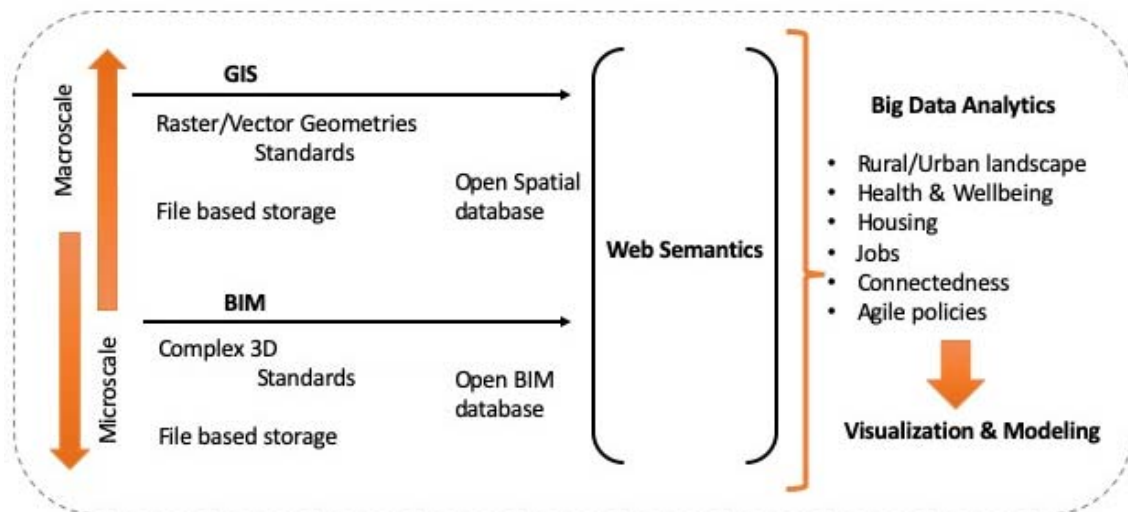 Macroscale
Microscale
GIS
Raster/Vector Geometries
Standards
File based storage
Open Spatial
database
BIM
Complex 3D
Standards
File based storage
Open BIM
database
Web Semantics
Big Data Analytics
• Rural/Urban landscape
• Health & Wellbeing
• Housing
• Jobs
• Connectedness
• Agile policies
Visualization & Modeling